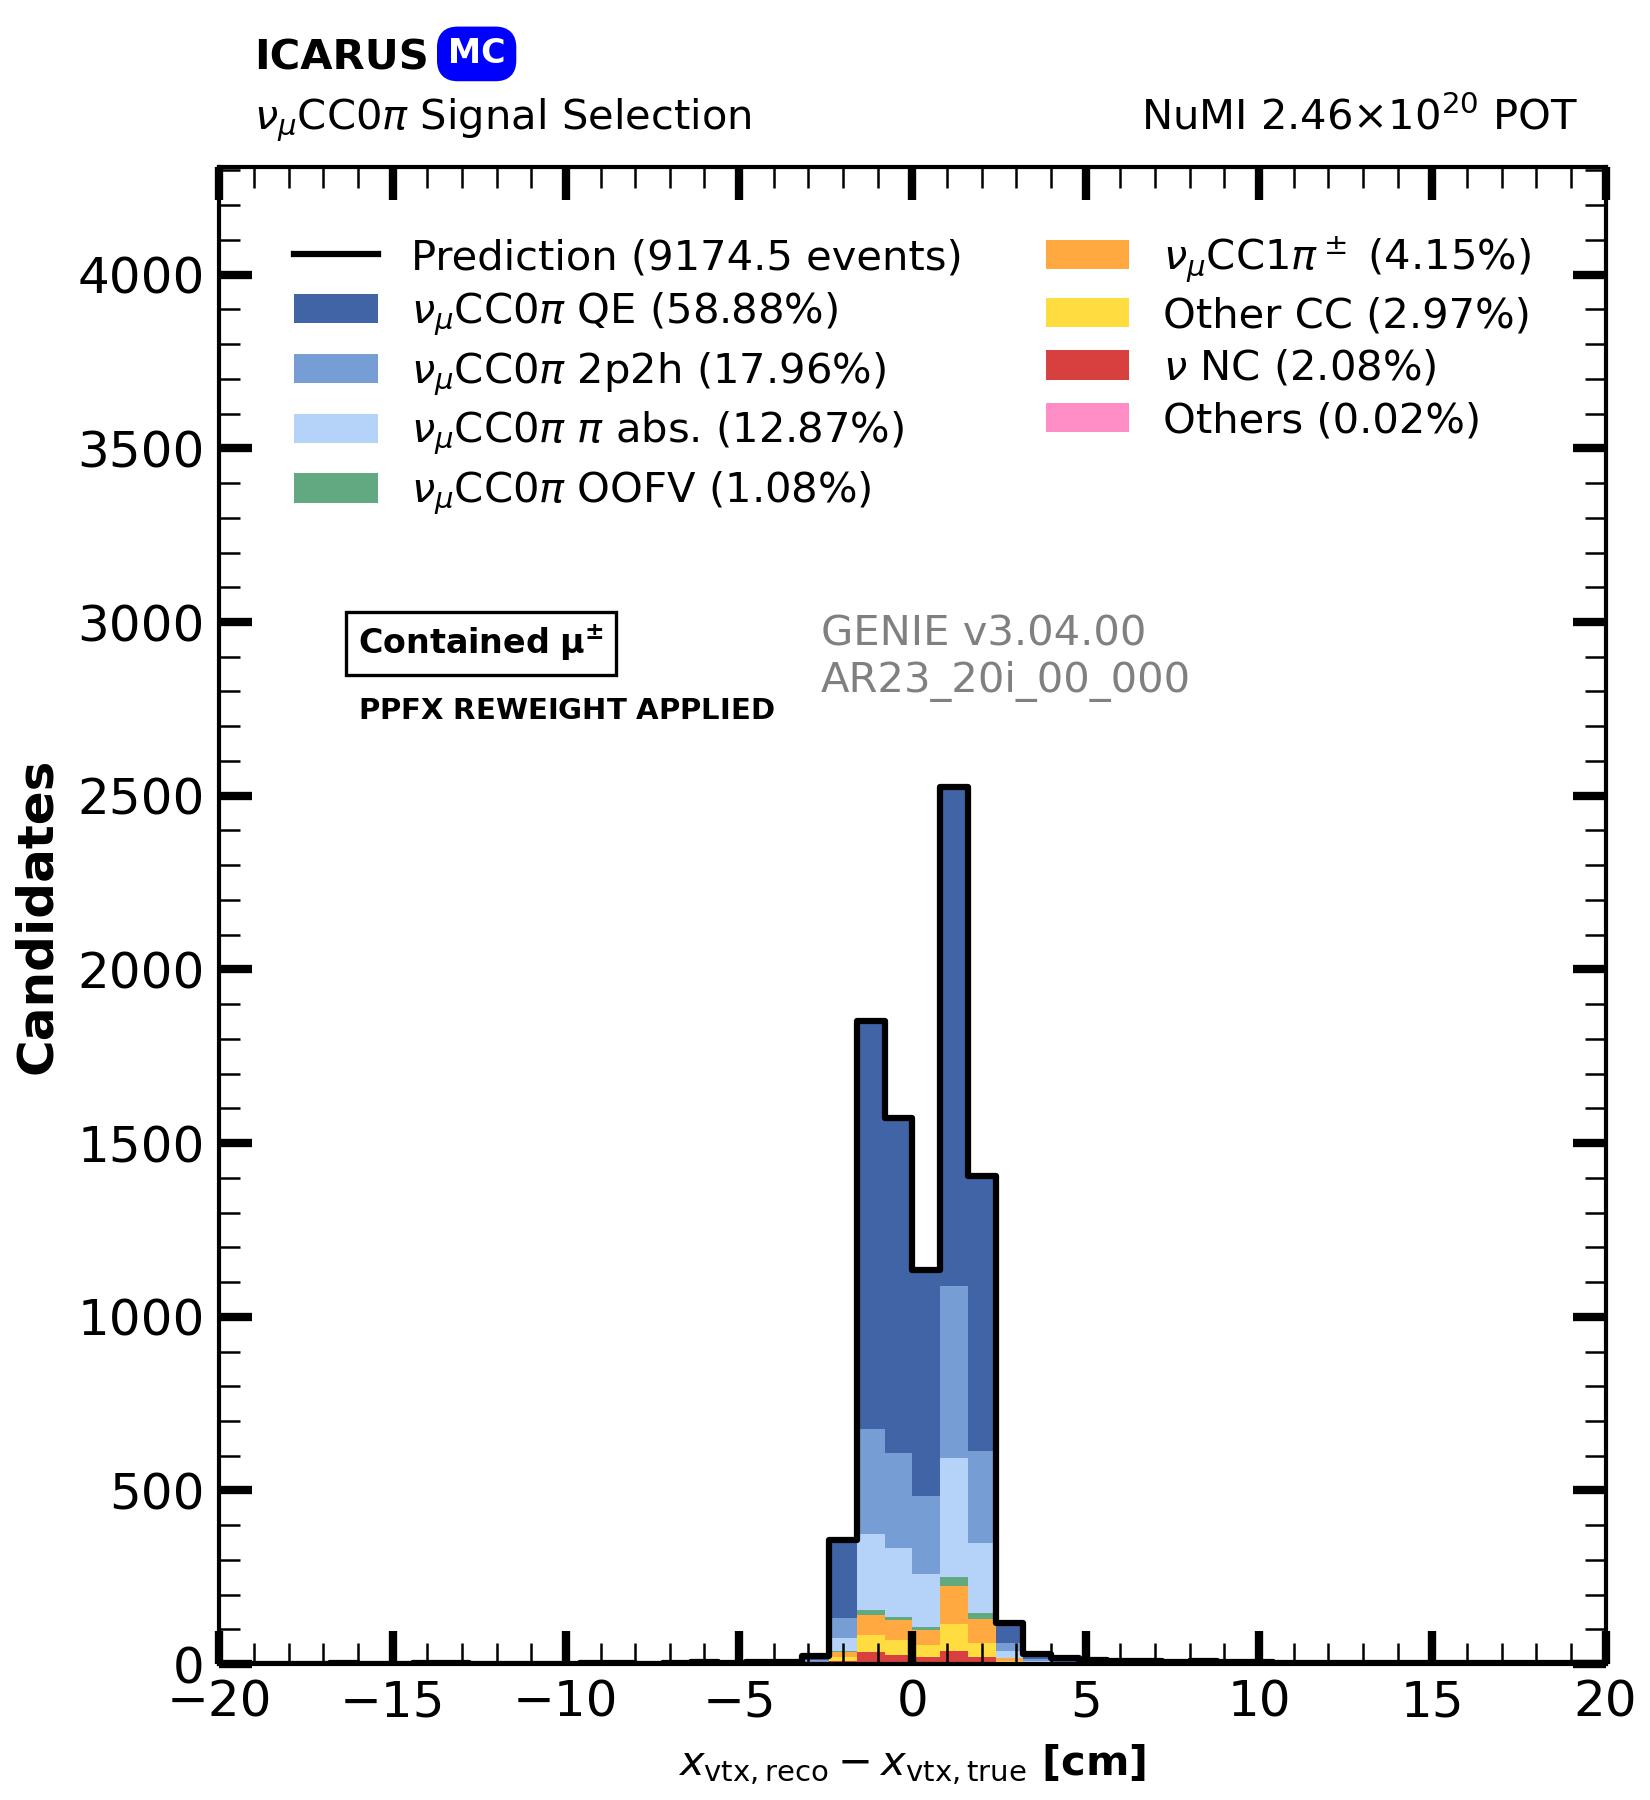 ICARUS MC
νμCC0π Signal Selection
NuMI 2.46×10²⁰ POT
Prediction (9174.5 events)
νμCC0π QE (58.88%)
νμCC0π 2p2h (17.96%)
νμCC0π π abs. (12.87%)
νμCC0π OOFV (1.08%)
νμCC1π± (4.15%)
Other CC (2.97%)
ν NC (2.08%)
Others (0.02%)
Contained μ±
PPFX REWEIGHT APPLIED
GENIE v3.04.00
AR23_20i_00_000
Candidates
4000
3500
3000
2500
2000
1500
1000
500
0
−20 −15 −10 −5 0 5 10 15 20
xvtx, reco − xvtx, true [cm]